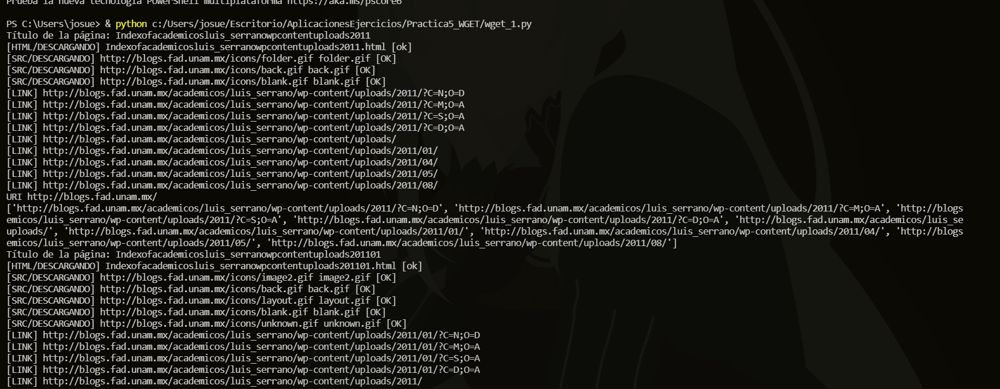 Prueba la nueva tecnología PowerShell multiplataforma https://aka.ms/pscore6
PS C:\Users\josue> & python c:/Users/josue/Escritorio/AplicacionesEjercicios/Practica5_WGET/wget_1.py
Título de la página: Indexofacademicosluis_serranowpcontentuploads2011
[HTML/DESCARGANDO] Indexofacademicosluis_serranowpcontentuploads2011.html [ok]
[SRC/DESCARGANDO] http://blogs.fad.unam.mx/icons/folder.gif folder.gif [OK]
[SRC/DESCARGANDO] http://blogs.fad.unam.mx/icons/back.gif back.gif [OK]
[SRC/DESCARGANDO] http://blogs.fad.unam.mx/icons/blank.gif blank.gif [OK]
[LINK] http://blogs.fad.unam.mx/academicos/luis_serrano/wp-content/uploads/2011/?C=N;O=D
[LINK] http://blogs.fad.unam.mx/academicos/luis_serrano/wp-content/uploads/2011/?C=M;O=A
[LINK] http://blogs.fad.unam.mx/academicos/luis_serrano/wp-content/uploads/2011/?C=S;O=A
[LINK] http://blogs.fad.unam.mx/academicos/luis_serrano/wp-content/uploads/2011/?C=D;O=A
[LINK] http://blogs.fad.unam.mx/academicos/luis_serrano/wp-content/uploads/
[LINK] http://blogs.fad.unam.mx/academicos/luis_serrano/wp-content/uploads/2011/01/
[LINK] http://blogs.fad.unam.mx/academicos/luis_serrano/wp-content/uploads/2011/04/
[LINK] http://blogs.fad.unam.mx/academicos/luis_serrano/wp-content/uploads/2011/05/
[LINK] http://blogs.fad.unam.mx/academicos/luis_serrano/wp-content/uploads/2011/08/
URI http://blogs.fad.unam.mx/
['http://blogs.fad.unam.mx/academicos/luis_serrano/wp-content/uploads/2011/?C=N;O=D', 'http://blogs.fad.unam.mx/academicos/luis_serrano/wp-content/uploads/2011/?C=M;O=A', 'http://blogs
emicos/luis_serrano/wp-content/uploads/2011/?C=S;O=A', 'http://blogs.fad.unam.mx/academicos/luis_serrano/wp-content/uploads/2011/?C=D;O=A', 'http://blogs.fad.unam.mx/academicos/luis_se
uploads/', 'http://blogs.fad.unam.mx/academicos/luis_serrano/wp-content/uploads/2011/01/', 'http://blogs.fad.unam.mx/academicos/luis_serrano/wp-content/uploads/2011/04/', 'http://blogs
emicos/luis_serrano/wp-content/uploads/2011/05/', 'http://blogs.fad.unam.mx/academicos/luis_serrano/wp-content/uploads/2011/08/']
Título de la página: Indexofacademicosluis_serranowpcontentuploads201101
[HTML/DESCARGANDO] Indexofacademicosluis_serranowpcontentuploads201101.html [ok]
[SRC/DESCARGANDO] http://blogs.fad.unam.mx/icons/image2.gif image2.gif [OK]
[SRC/DESCARGANDO] http://blogs.fad.unam.mx/icons/back.gif back.gif [OK]
[SRC/DESCARGANDO] http://blogs.fad.unam.mx/icons/layout.gif layout.gif [OK]
[SRC/DESCARGANDO] http://blogs.fad.unam.mx/icons/blank.gif blank.gif [OK]
[SRC/DESCARGANDO] http://blogs.fad.unam.mx/icons/unknown.gif unknown.gif [OK]
[LINK] http://blogs.fad.unam.mx/academicos/luis_serrano/wp-content/uploads/2011/01/?C=N;O=D
[LINK] http://blogs.fad.unam.mx/academicos/luis_serrano/wp-content/uploads/2011/01/?C=M;O=A
[LINK] http://blogs.fad.unam.mx/academicos/luis_serrano/wp-content/uploads/2011/01/?C=S;O=A
[LINK] http://blogs.fad.unam.mx/academicos/luis_serrano/wp-content/uploads/2011/01/?C=D;O=A
[LINK] http://blogs.fad.unam.mx/academicos/luis_serrano/wp-content/uploads/2011/